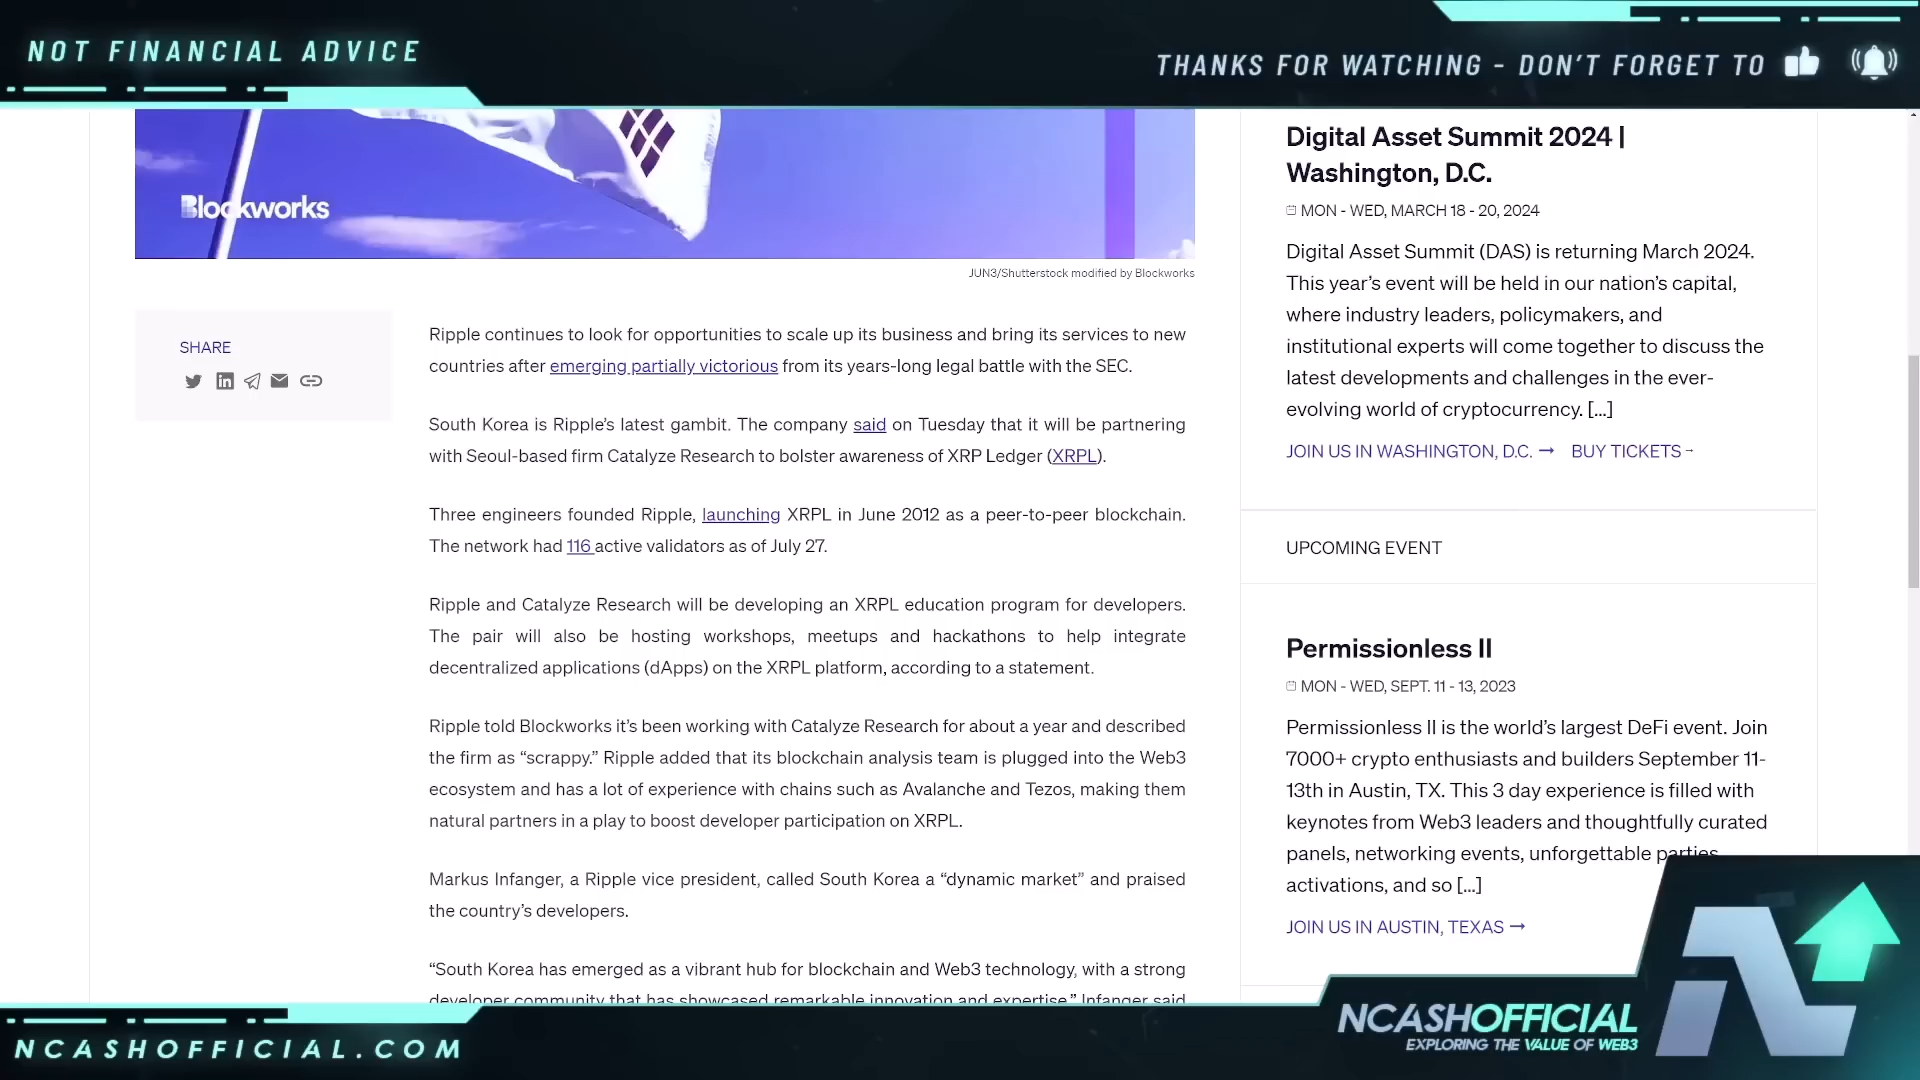 NOT FINANCIAL ADVICE
THANKS FOR WATCHING - DON'T FORGET TO
Blockworks
JUN3/Shutterstock modified by Blockworks
SHARE
Ripple continues to look for opportunities to scale up its business and bring its services to new
countries after emerging partially victorious from its years-long legal battle with the SEC.
South Korea is Ripple’s latest gambit. The company said on Tuesday that it will be partnering
with Seoul-based firm Catalyze Research to bolster awareness of XRP Ledger (XRPL).
Three engineers founded Ripple, launching XRPL in June 2012 as a peer-to-peer blockchain.
The network had 116 active validators as of July 27.
Ripple and Catalyze Research will be developing an XRPL education program for developers.
The pair will also be hosting workshops, meetups and hackathons to help integrate
decentralized applications (dApps) on the XRPL platform, according to a statement.
Ripple told Blockworks it’s been working with Catalyze Research for about a year and described
the firm as “scrappy.” Ripple added that its blockchain analysis team is plugged into the Web3
ecosystem and has a lot of experience with chains such as Avalanche and Tezos, making them
natural partners in a play to boost developer participation on XRPL.
Markus Infanger, a Ripple vice president, called South Korea a “dynamic market” and praised
the country’s developers.
“South Korea has emerged as a vibrant hub for blockchain and Web3 technology, with a strong
developer community that has showcased remarkable innovation and expertise,” Infanger said
Digital Asset Summit 2024 |
Washington, D.C.
MON - WED, MARCH 18 - 20, 2024
Digital Asset Summit (DAS) is returning March 2024.
This year’s event will be held in our nation’s capital,
where industry leaders, policymakers, and
institutional experts will come together to discuss the
latest developments and challenges in the ever-
evolving world of cryptocurrency. [...]
JOIN US IN WASHINGTON, D.C. → BUY TICKETS →
UPCOMING EVENT
Permissionless II
MON - WED, SEPT. 11 - 13, 2023
Permissionless II is the world’s largest DeFi event. Join
7000+ crypto enthusiasts and builders September 11-
13th in Austin, TX. This 3 day experience is filled with
keynotes from Web3 leaders and thoughtfully curated
panels, networking events, unforgettable parties,
activations, and so [...]
JOIN US IN AUSTIN, TEXAS →
NCASHOFFICIAL.COM
NCASHOFFICIAL
EXPLORING THE VALUE OF WEB3